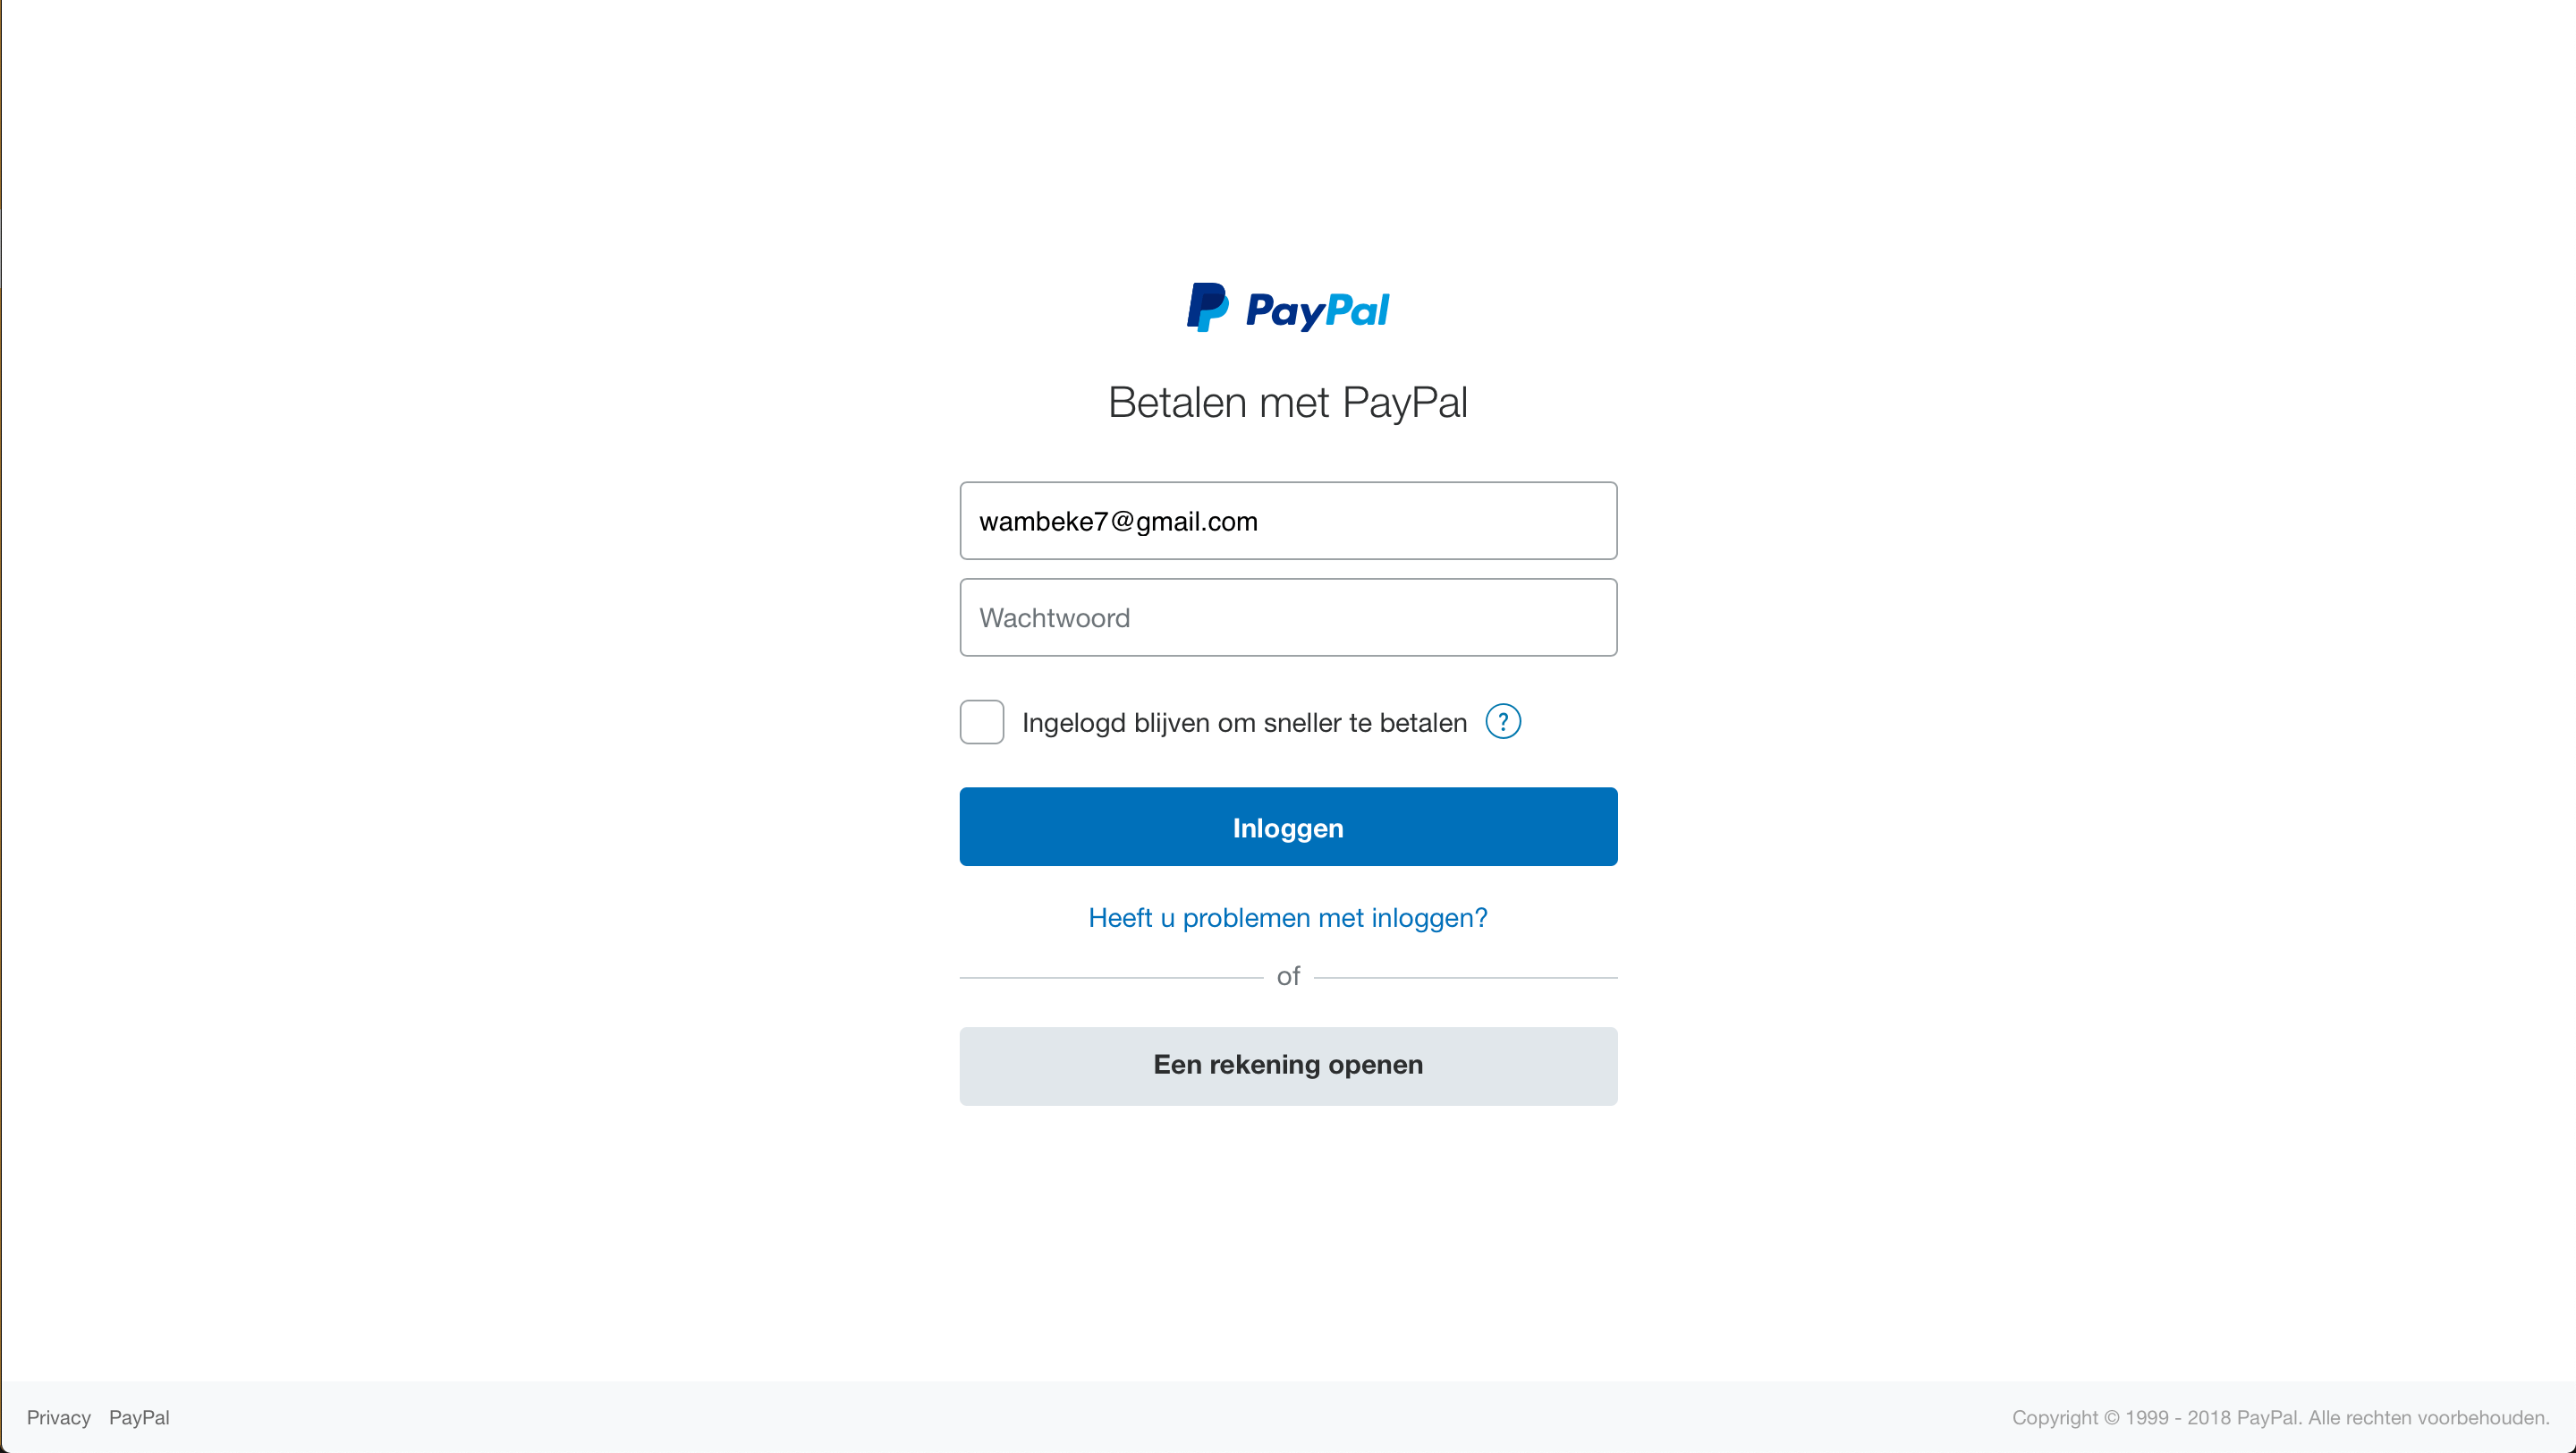 PayPal
Betalen met PayPal
wambeke7@gmail.com
Wachtwoord
Ingelogd blijven om sneller te betalen ?
Inloggen
Heeft u problemen met inloggen?
of
Een rekening openen
Privacy PayPal Copyright © 1999 - 2018 PayPal. Alle rechten voorbehouden.